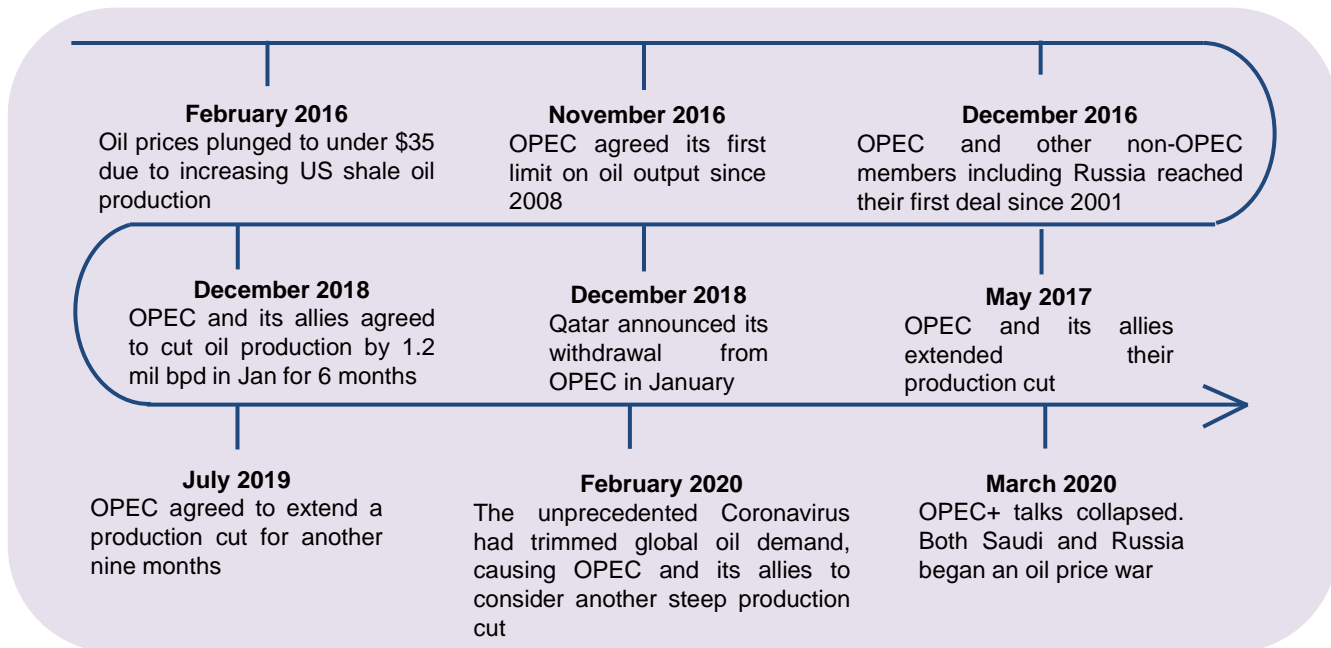 February 2016
Oil prices plunged to under $35
due to increasing US shale oil
production
November 2016
OPEC agreed its first
limit on oil output since
2008
December 2016
OPEC and other non-OPEC
members including Russia reached
their first deal since 2001
May 2017
OPEC and its allies
extended their
production cut
December 2018
Qatar announced its
withdrawal from
OPEC in January
December 2018
OPEC and its allies agreed
to cut oil production by 1.2
mil bpd in Jan for 6 months
July 2019
OPEC agreed to extend a
production cut for another
nine months
February 2020
The unprecedented Coronavirus
had trimmed global oil demand,
causing OPEC and its allies to
consider another steep production
cut
March 2020
OPEC+ talks collapsed.
Both Saudi and Russia
began an oil price war